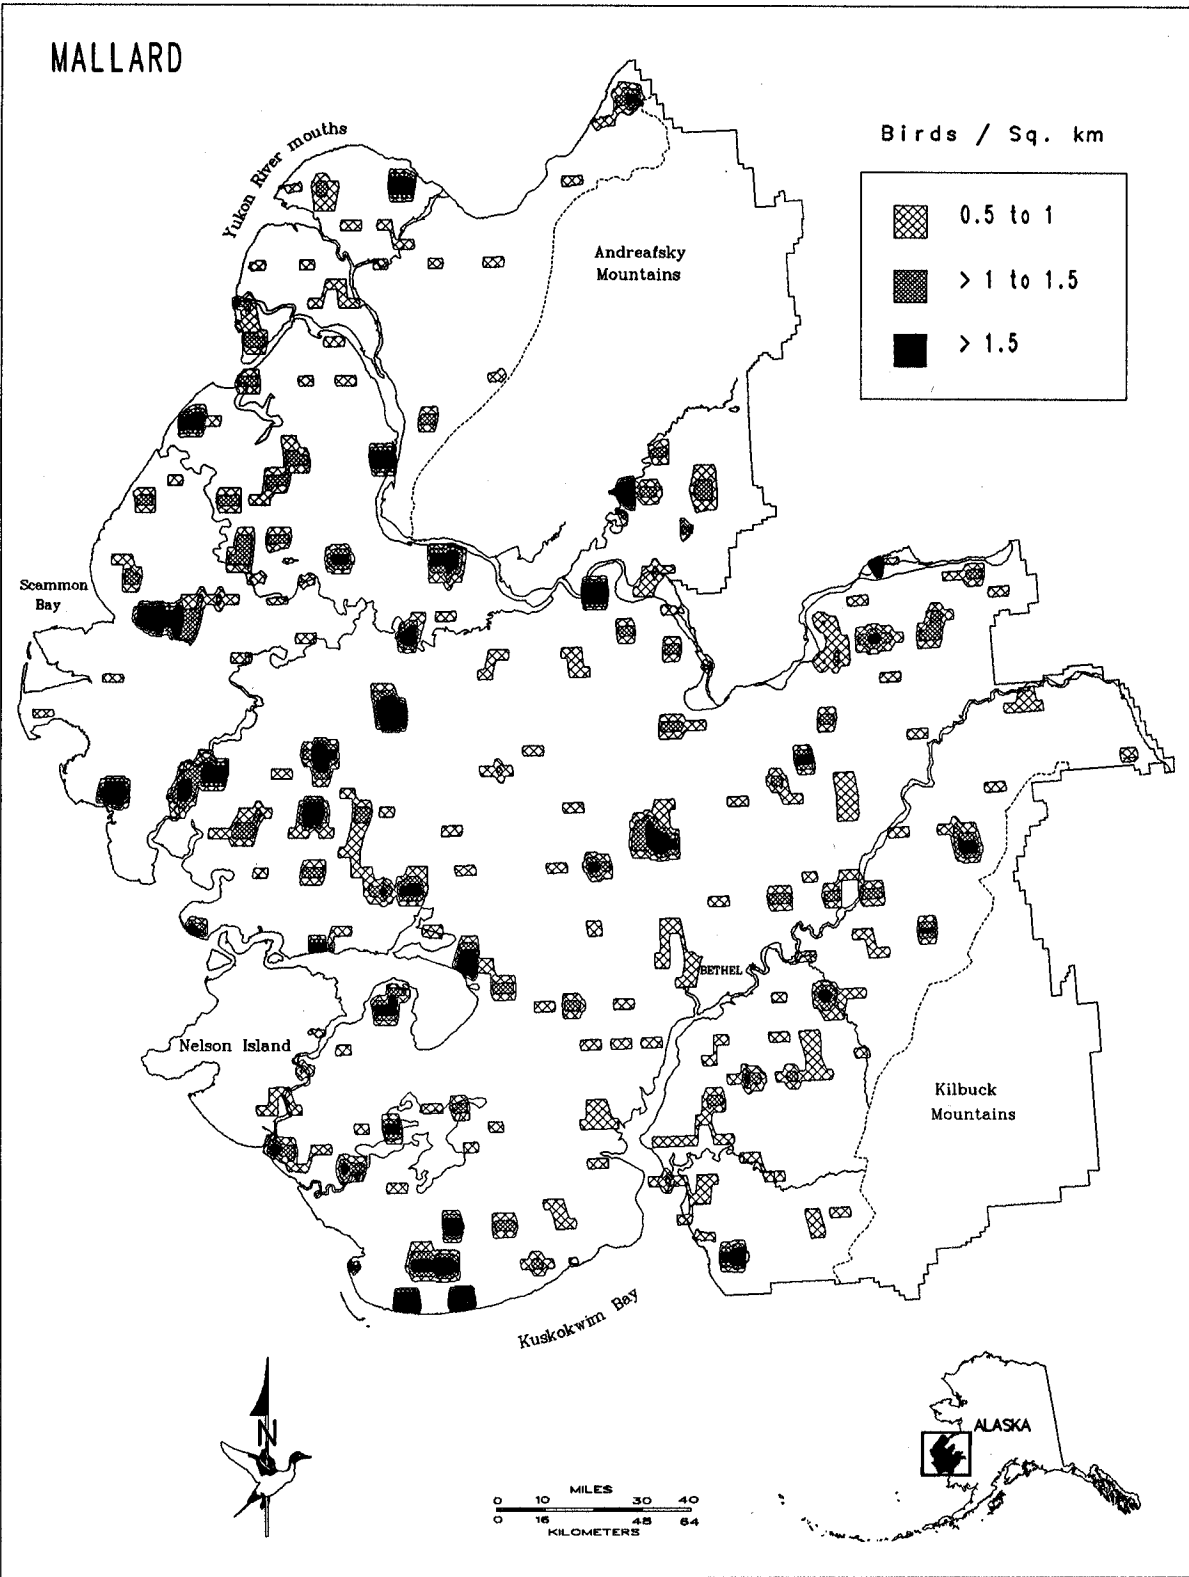 MALLARD
Yukon River mouths
Birds / Sq. km
0.5 to 1
> 1 to 1.5
> 1.5
Andreafsky
Mountains
Scammon
Bay
BETHEL
Nelson Island
Kilbuck
Mountains
Kuskokwim Bay
N
ALASKA
MILES
0 10 30 40
0 16 48 64
KILOMETERS